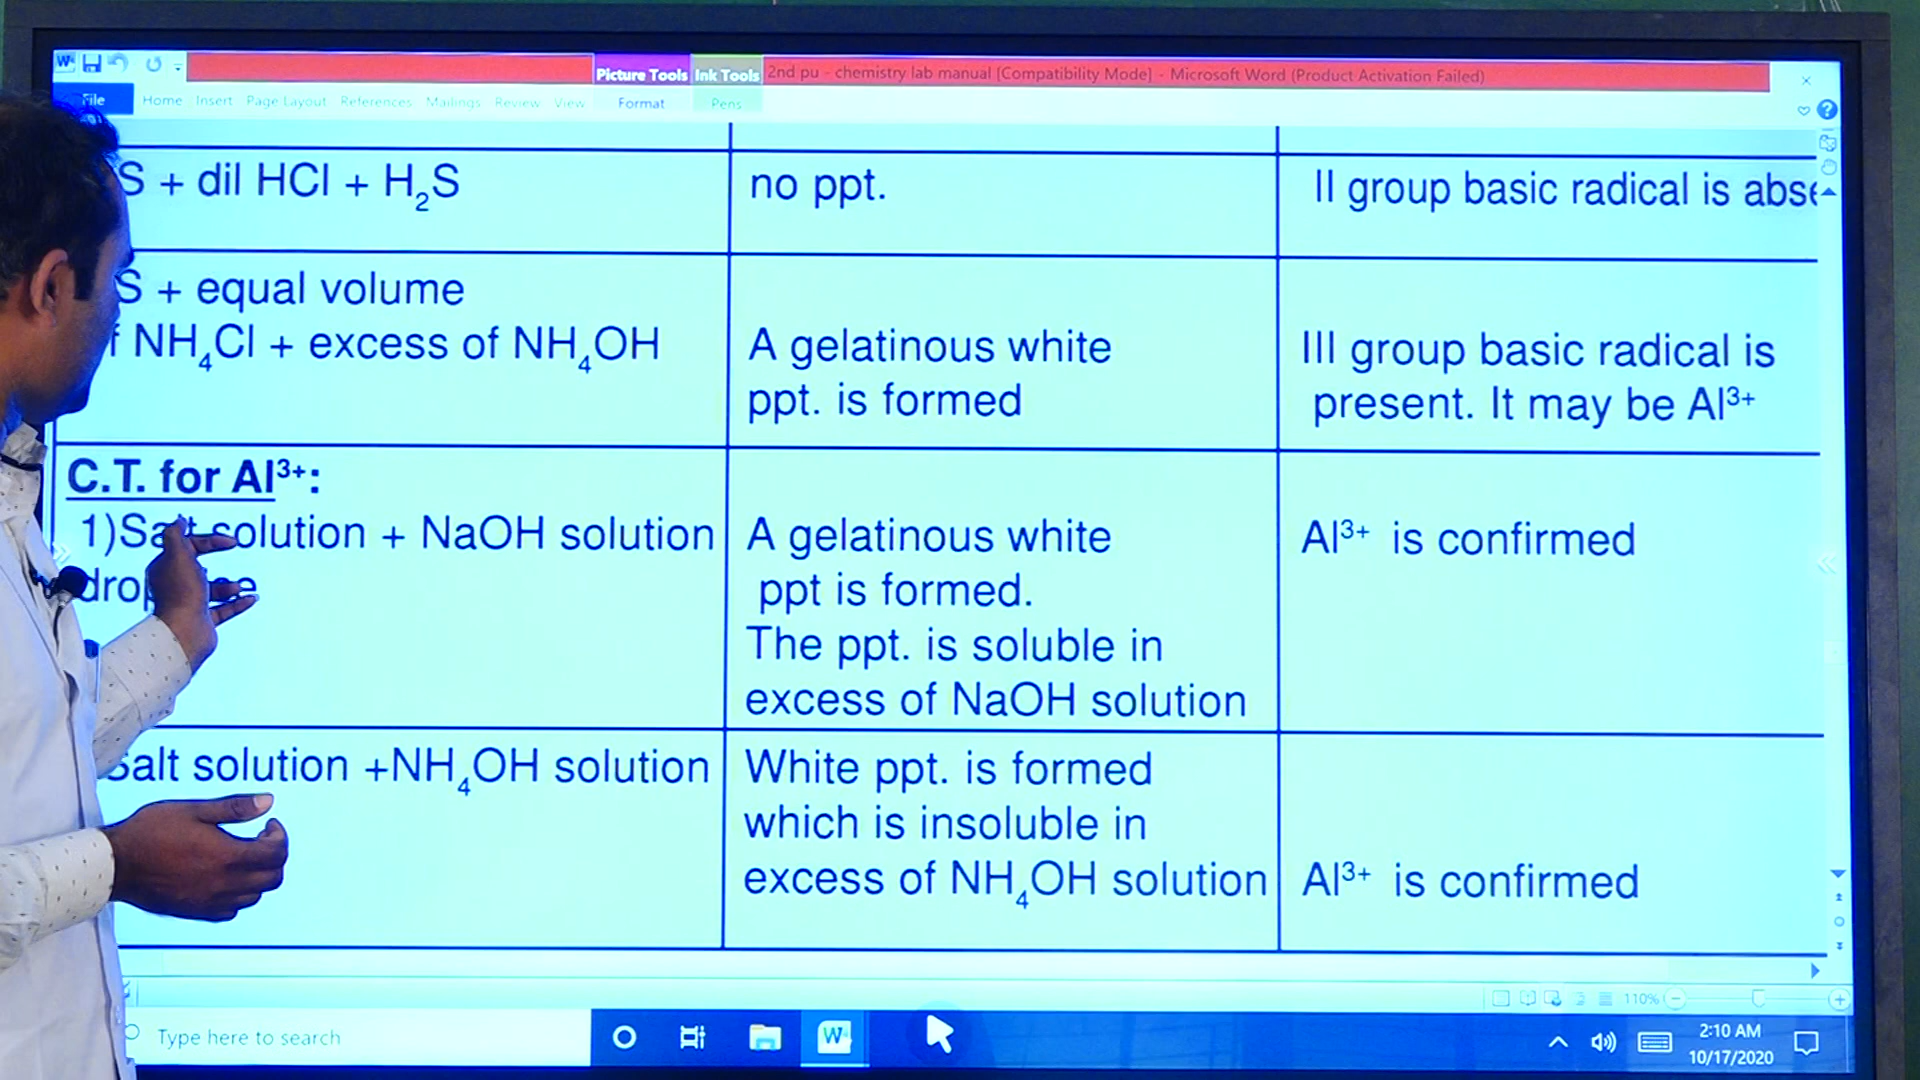 Picture Tools Ink Tools 2nd pu - chemistry lab manual [Compatibility Mode] - Microsoft Word (Product Activation Failed)
File Home Insert Page Layout References Mailings Review View Format Pens
S + dil HCl + H₂S
no ppt.
II group basic radical is abse
S + equal volume
f NH₄Cl + excess of NH₄OH
A gelatinous white
ppt. is formed
III group basic radical is
present. It may be Al³⁺
C.T. for Al³⁺:
1)Salt solution + NaOH solution
A gelatinous white
ppt is formed.
The ppt. is soluble in
excess of NaOH solution
Al³⁺ is confirmed
Salt solution +NH₄OH solution
White ppt. is formed
which is insoluble in
excess of NH₄OH solution
Al³⁺ is confirmed
110%
Type here to search
2:10 AM
10/17/2020